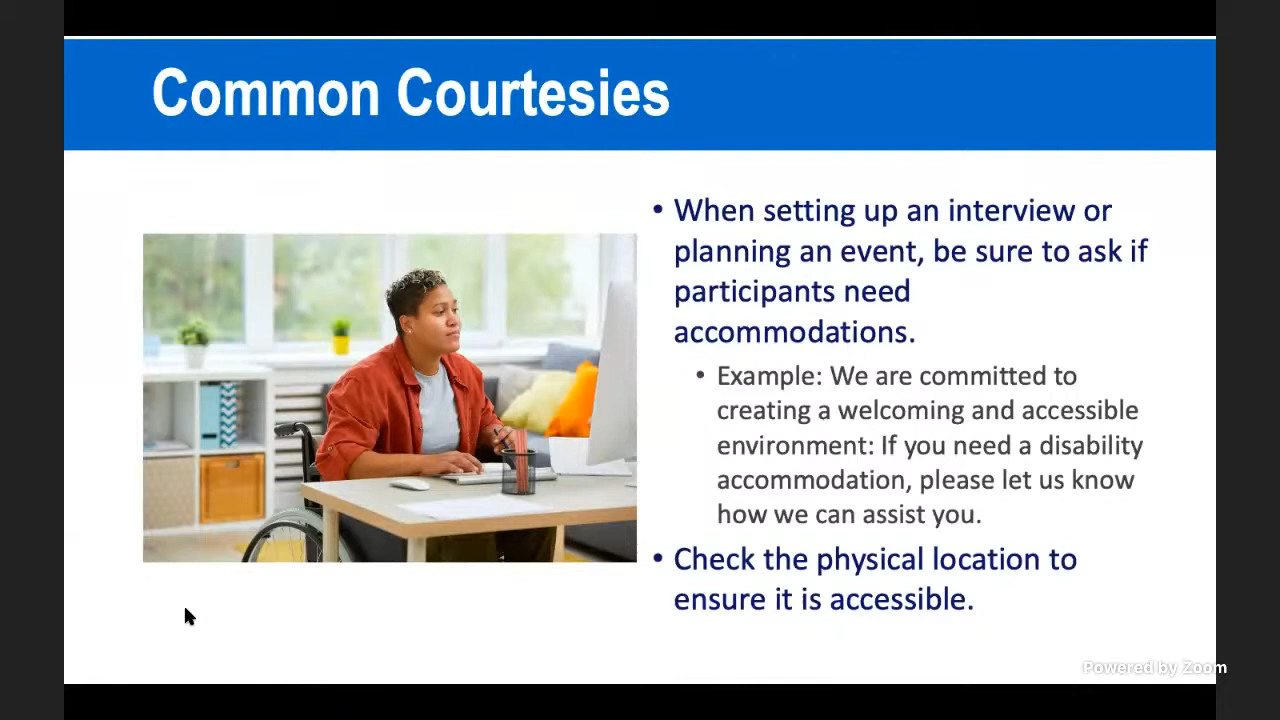 Common Courtesies
• When setting up an interview or
planning an event, be sure to ask if
participants need
accommodations.
• Example: We are committed to
creating a welcoming and accessible
environment: If you need a disability
accommodation, please let us know
how we can assist you.
• Check the physical location to
ensure it is accessible.
Powered by Zoom